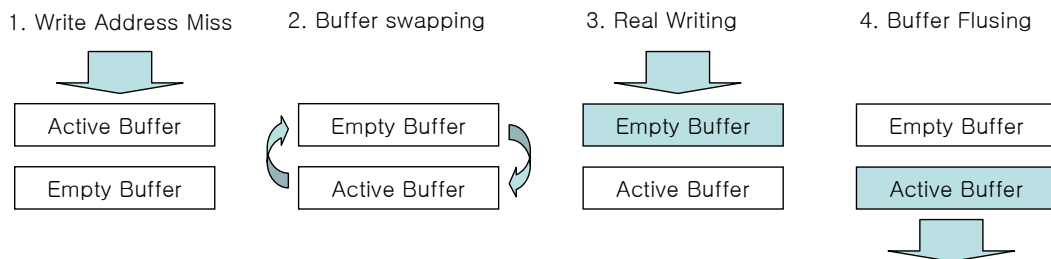 1. Write Address Miss
2. Buffer swapping
3. Real Writing
4. Buffer Flusing
Active Buffer
Empty Buffer
Empty Buffer
Empty Buffer
Empty Buffer
Active Buffer
Active Buffer
Active Buffer